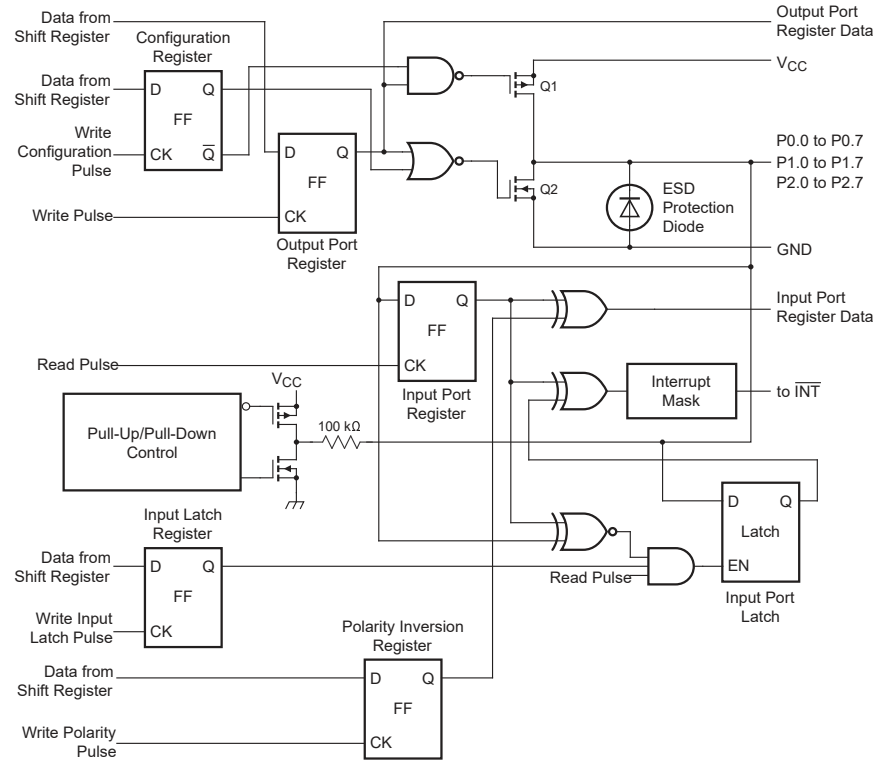 Data from
Shift Register
Configuration
Register
Output Port
Register Data
Data from
Shift Register
D
Q
FF
CK
Q̅
Write
Configuration
Pulse
VCC
Q1
D
Q
FF
CK
Write Pulse
Output Port
Register
Q2
ESD
Protection
Diode
P0.0 to P0.7
P1.0 to P1.7
P2.0 to P2.7
GND
D
Q
FF
CK
Read Pulse
Input Port
Register
Input Port
Register Data
VCC
Pull-Up/Pull-Down
Control
100 kΩ
Interrupt
Mask
to I̅N̅T̅
Input Latch
Register
Data from
Shift Register
D
Q
FF
CK
Write Input
Latch Pulse
D
Q
Latch
EN
Read Pulse
Input Port
Latch
Polarity Inversion
Register
Data from
Shift Register
D
Q
FF
CK
Write Polarity
Pulse